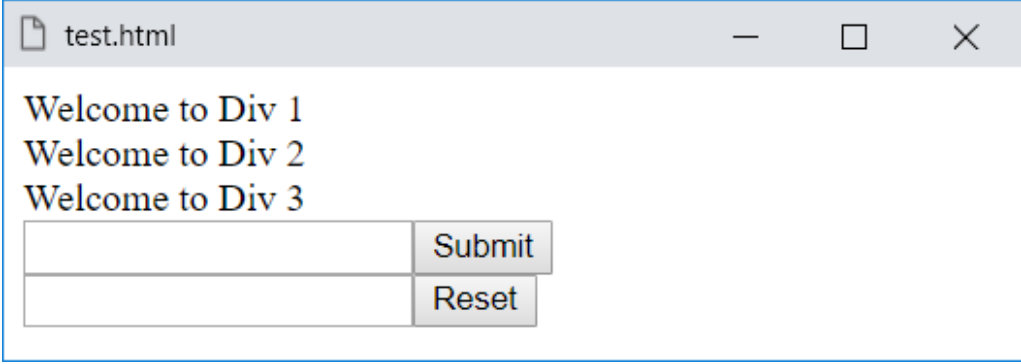 test.html
Welcome to Div 1
Welcome to Div 2
Welcome to Div 3
Submit
Reset